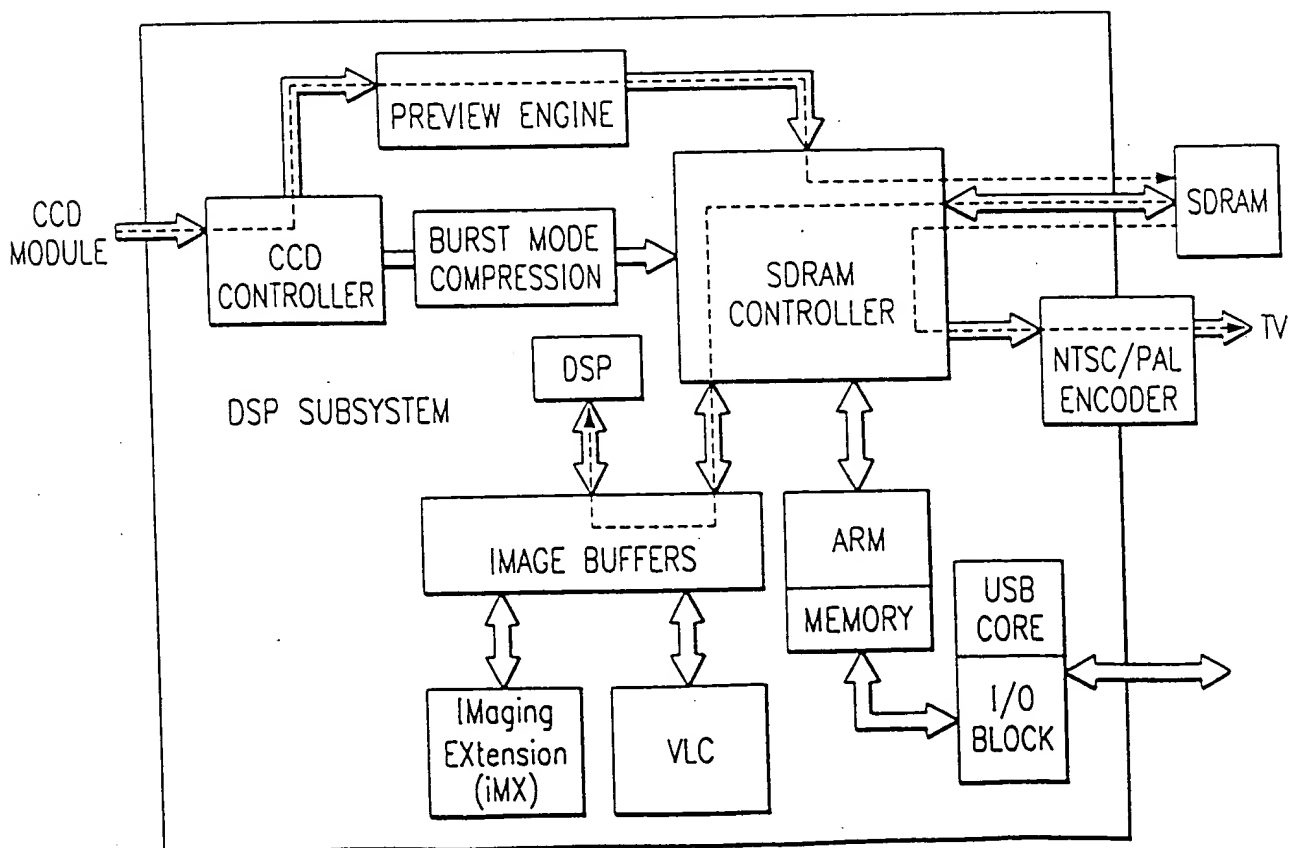 PREVIEW ENGINE
CCD
MODULE
CCD
CONTROLLER
BURST MODE
COMPRESSION
SDRAM
CONTROLLER
SDRAM
NTSC/PAL
ENCODER
TV
DSP
DSP SUBSYSTEM
IMAGE BUFFERS
ARM
MEMORY
USB
CORE
I/O
BLOCK
IMaging
EXtension
(iMX)
VLC